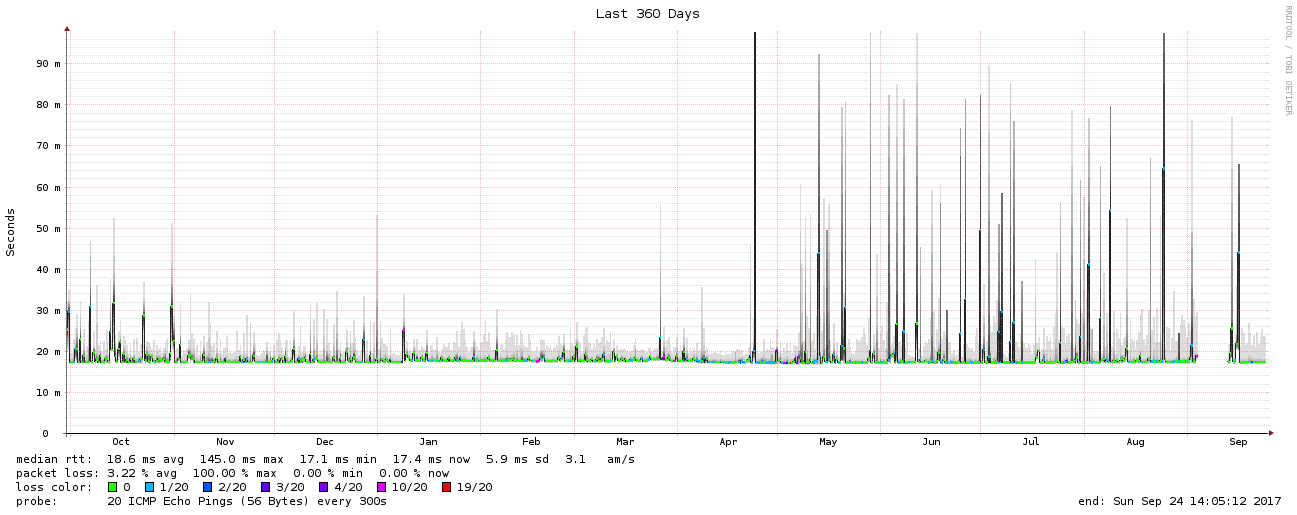 Last 360 Days
RRDTOOL / TOBI OETIKER
Seconds
90 m
80 m
70 m
60 m
50 m
40 m
30 m
20 m
10 m
0
Oct Nov Dec Jan Feb Mar Apr May Jun Jul Aug Sep
median rtt: 18.6 ms avg 145.0 ms max 17.1 ms min 17.4 ms now 5.9 ms sd 3.1 am/s
packet loss: 3.22 % avg 100.00 % max 0.00 % min 0.00 % now
loss color: 0 1/20 2/20 3/20 4/20 10/20 19/20
probe: 20 ICMP Echo Pings (56 Bytes) every 300s end: Sun Sep 24 14:05:12 2017